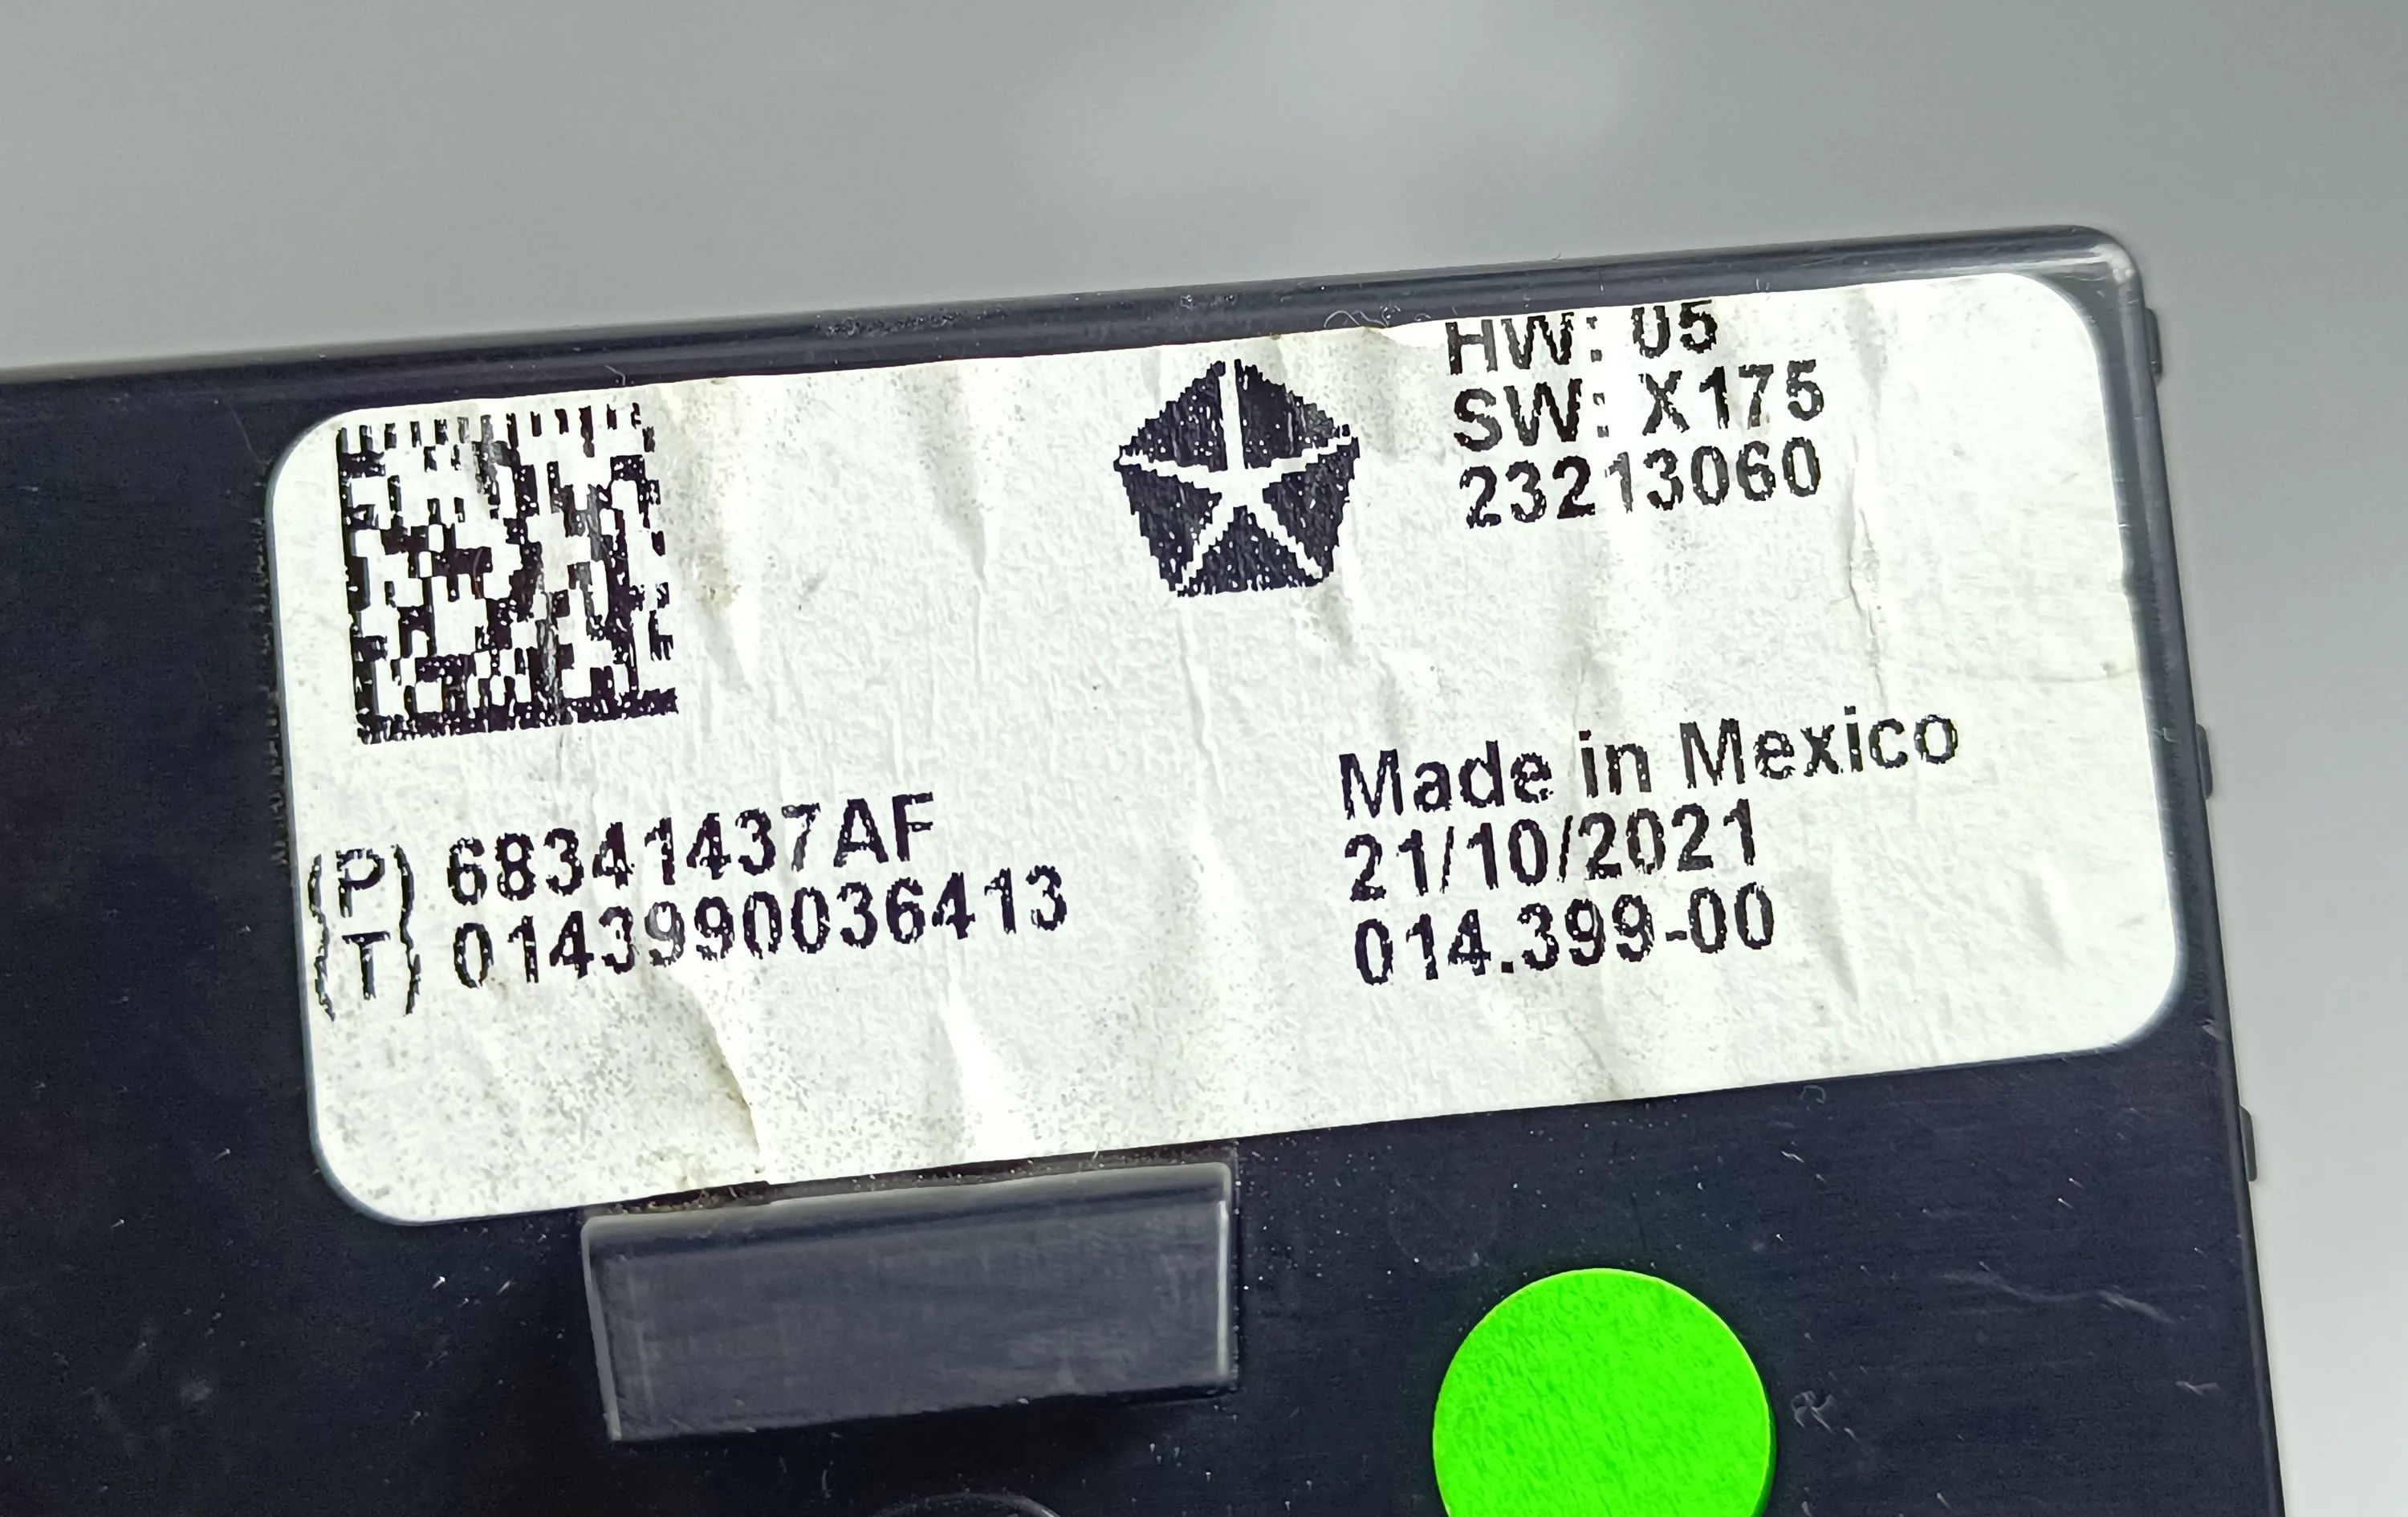 HW: 05
SW: X175
23213060
(P) 68341437AF
(T) 0143990036413
Made in Mexico
21/10/2021
014.399-00